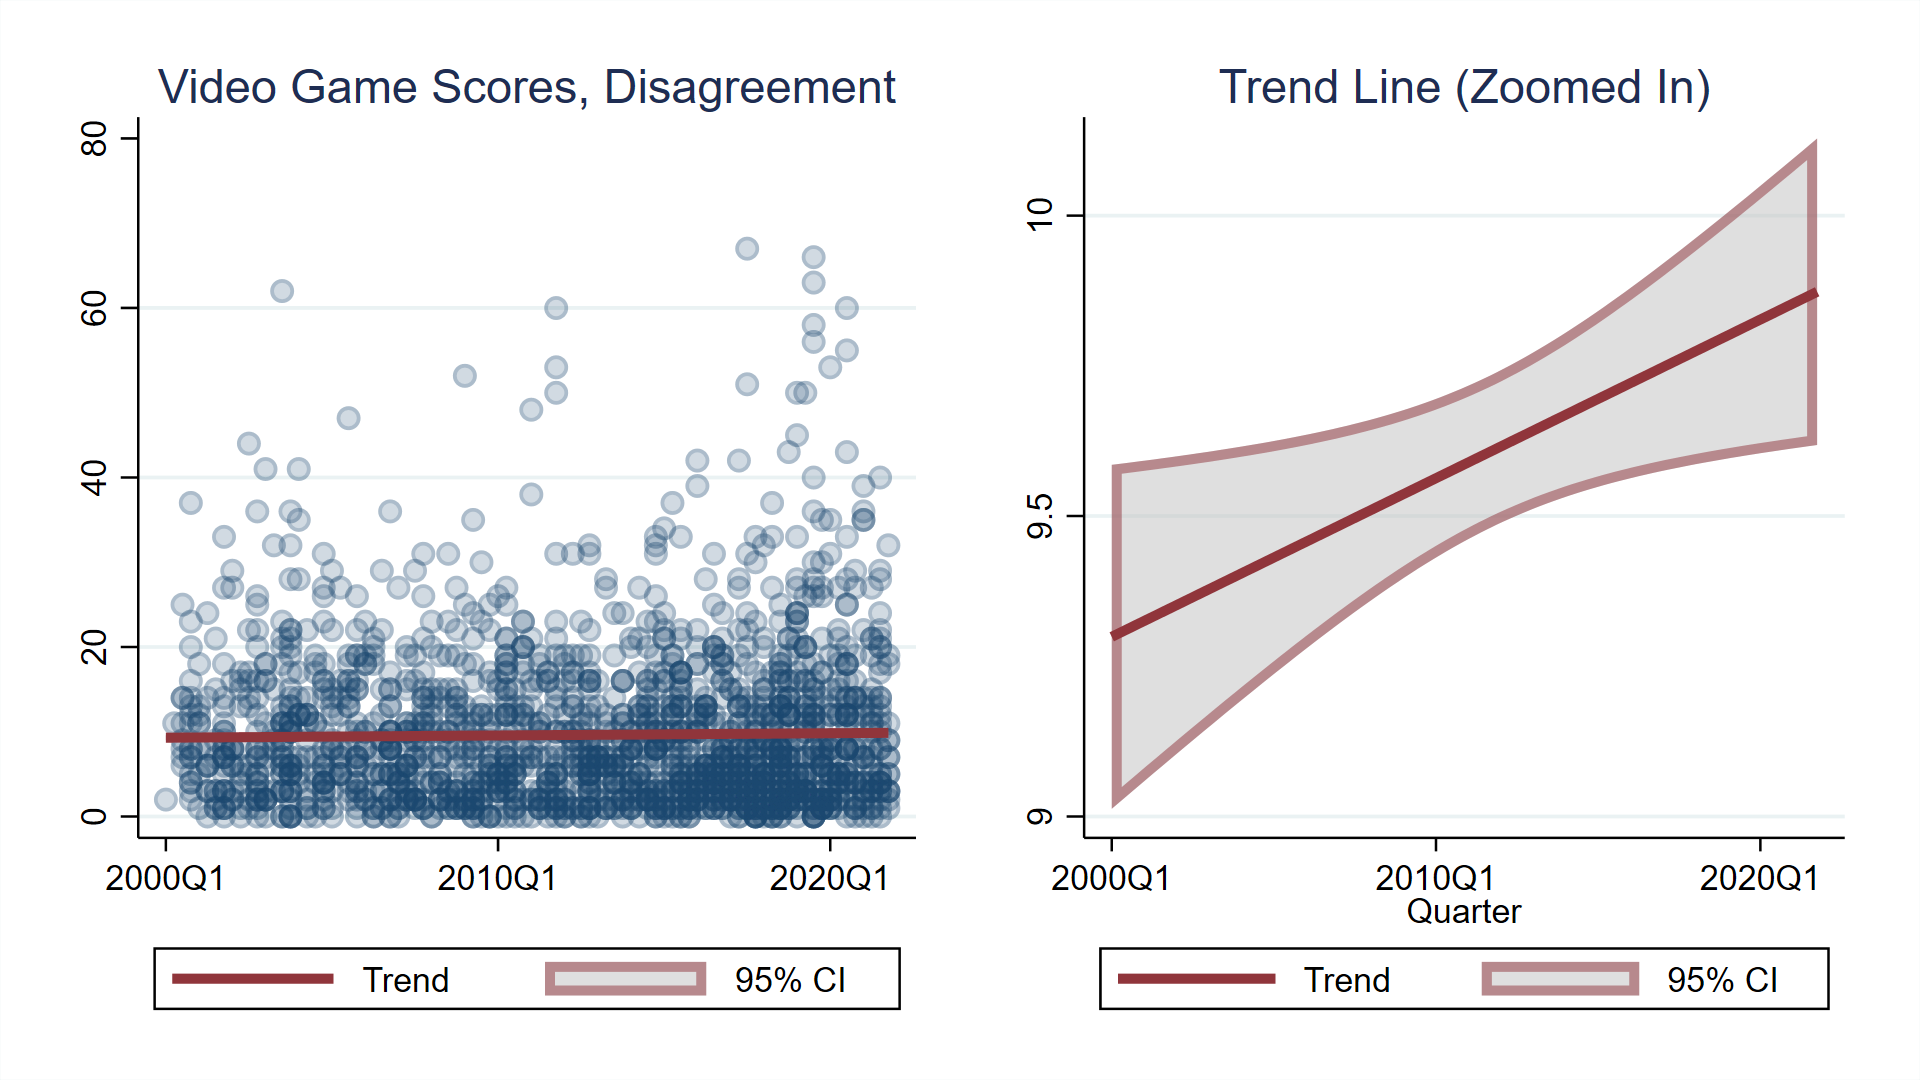 Video Game Scores, Disagreement
80
60
40
20
0
2000Q1 2010Q1 2020Q1
Trend 95% CI
Trend Line (Zoomed In)
10
9.5
9
2000Q1 2010Q1 2020Q1
Quarter
Trend 95% CI